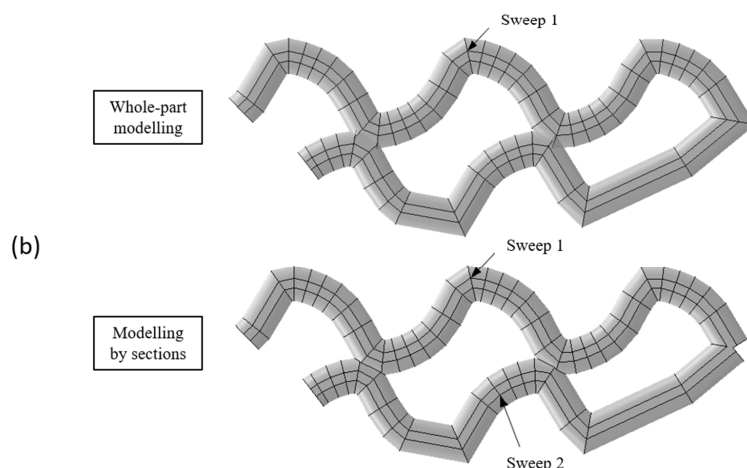 Sweep 1
Whole-part
modelling
(b)
Sweep 1
Modelling
by sections
Sweep 2